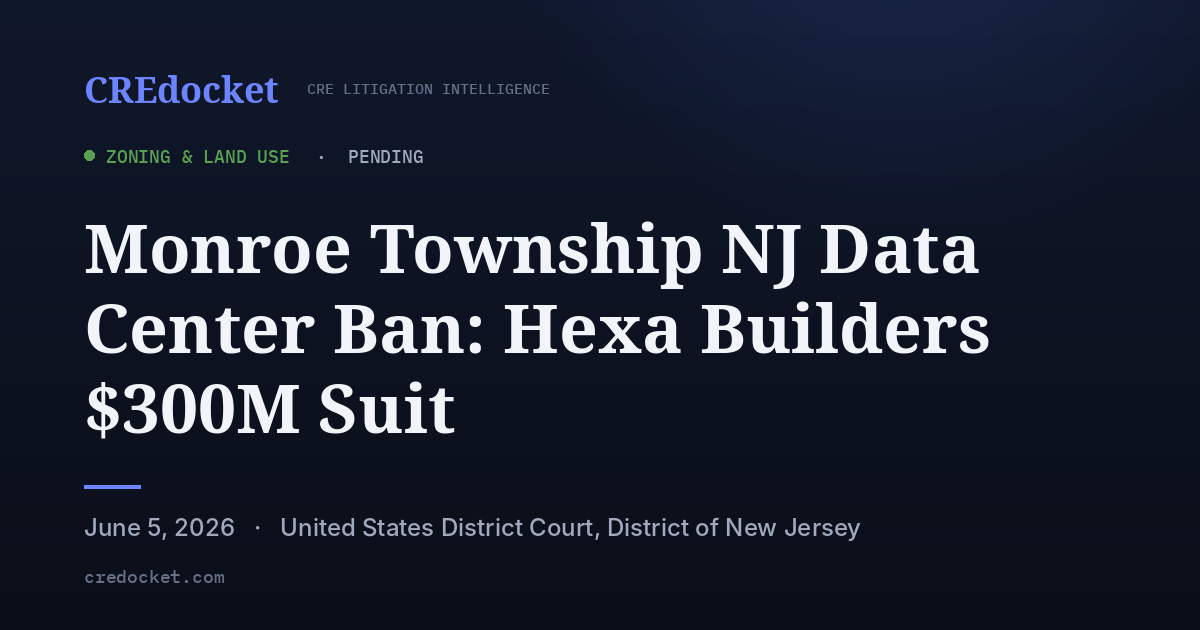 CREdocket CRE LITIGATION INTELLIGENCE
ZONING & LAND USE · PENDING
Monroe Township NJ Data
Center Ban: Hexa Builders
$300M Suit
June 5, 2026 · United States District Court, District of New Jersey
credocket.com